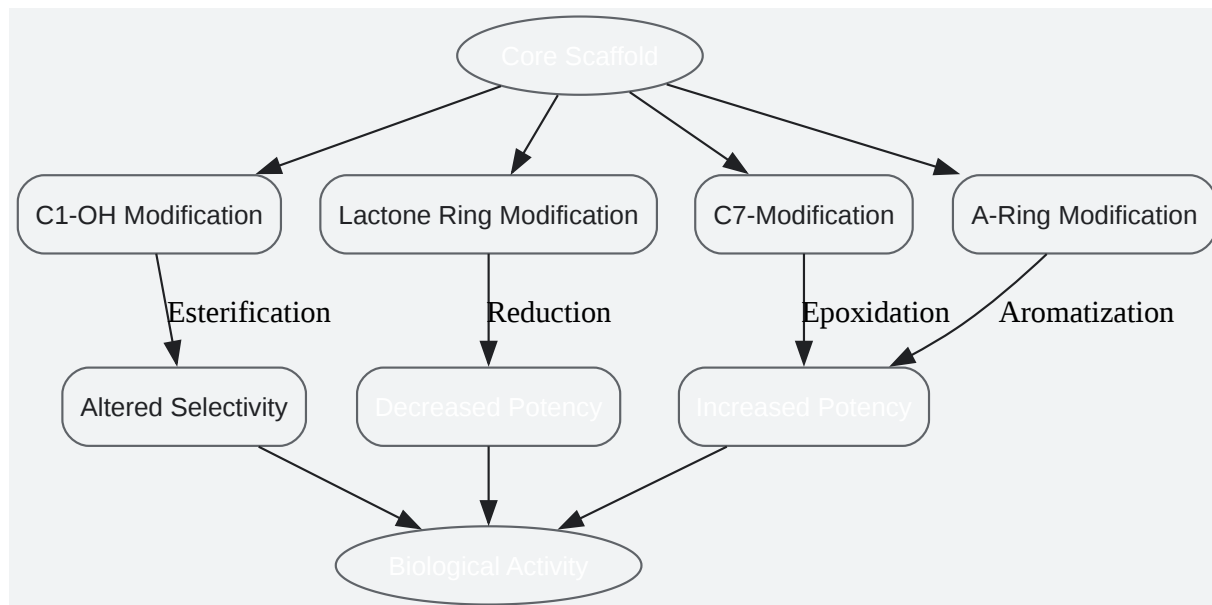 Core Scaffold
C1-OH Modification
Lactone Ring Modification
C7-Modification
A-Ring Modification
Esterification
Reduction
Epoxidation
Aromatization
Altered Selectivity
Decreased Potency
Increased Potency
Biological Activity